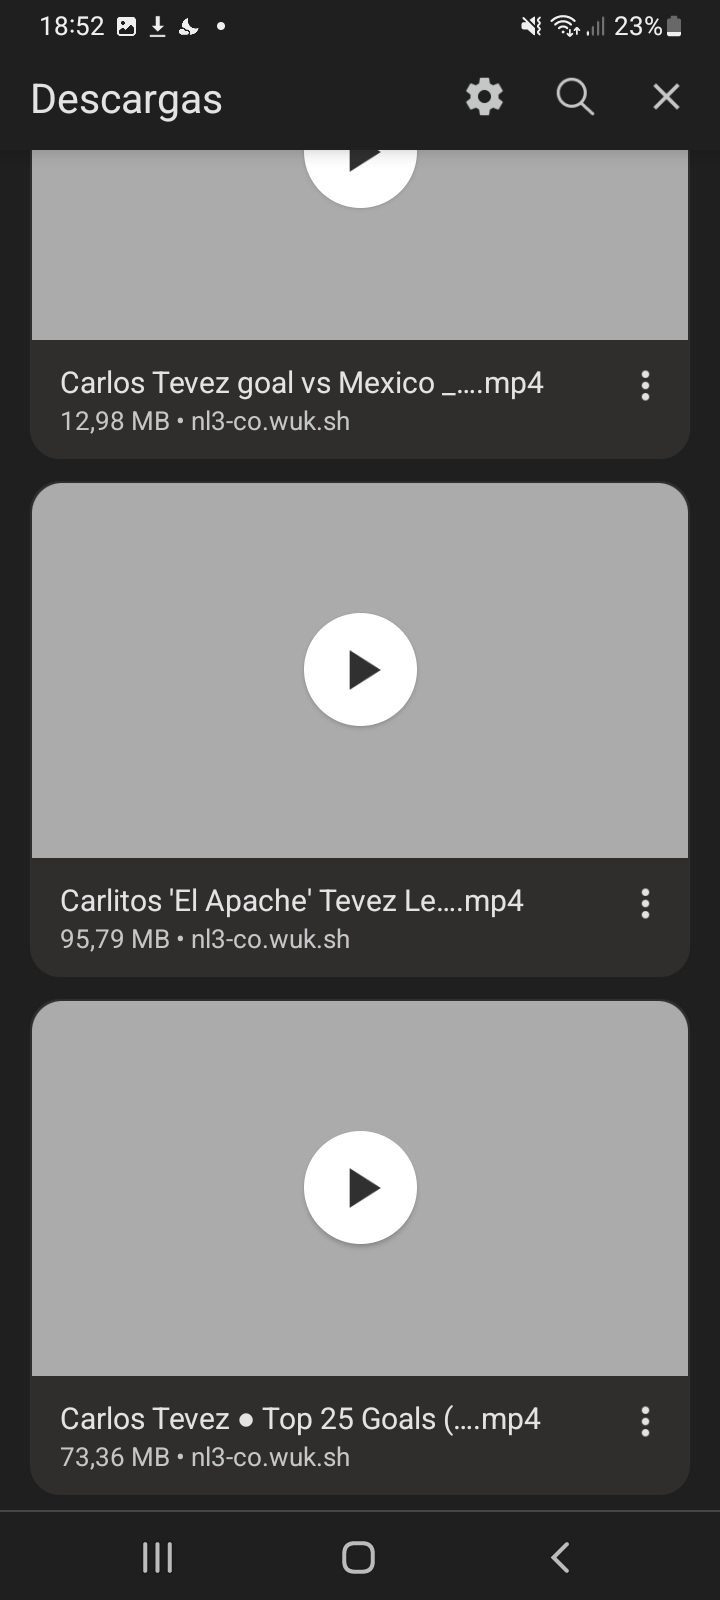 18:52 23%
Descargas
Carlos Tevez goal vs Mexico _....mp4
12,98 MB • nl3-co.wuk.sh
Carlitos 'El Apache' Tevez Le....mp4
95,79 MB • nl3-co.wuk.sh
Carlos Tevez ● Top 25 Goals (....mp4
73,36 MB • nl3-co.wuk.sh